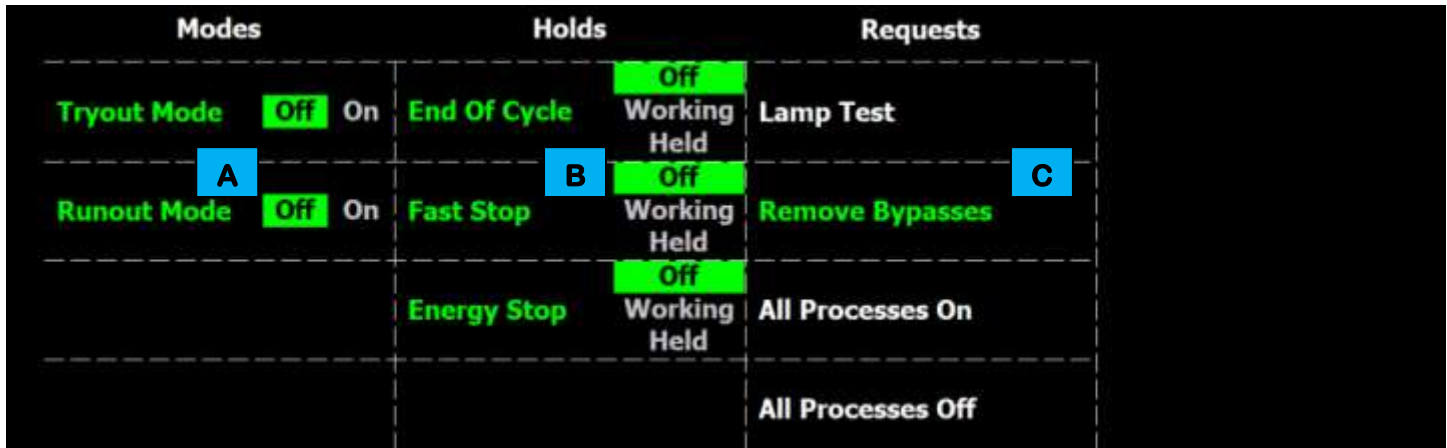 Modes Holds Requests
Off
Tryout Mode Off On End Of Cycle Working Lamp Test
Held
A B C
Off
Runout Mode Off On Fast Stop Working Remove Bypasses
Held
Off
Energy Stop Working All Processes On
Held
All Processes Off